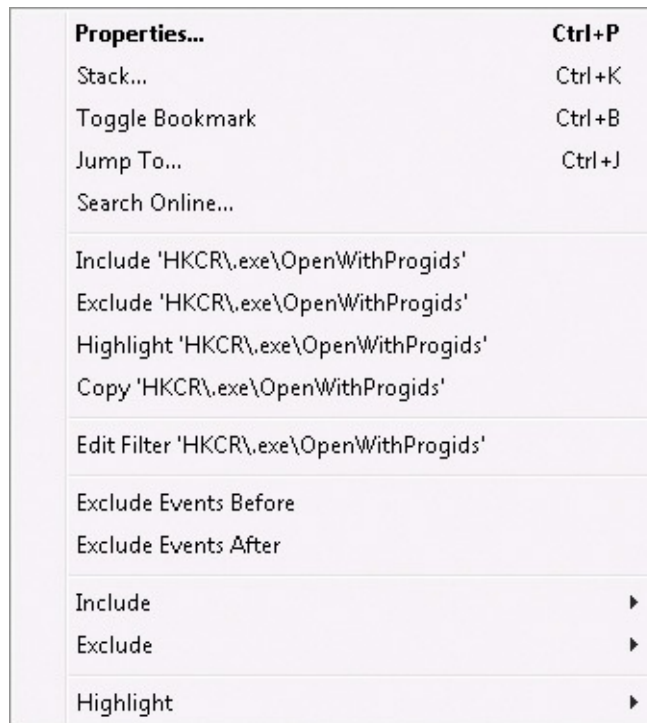 Properties... Ctrl+P
Stack... Ctrl+K
Toggle Bookmark Ctrl+B
Jump To... Ctrl+J
Search Online...
Include 'HKCR\.exe\OpenWithProgids'
Exclude 'HKCR\.exe\OpenWithProgids'
Highlight 'HKCR\.exe\OpenWithProgids'
Copy 'HKCR\.exe\OpenWithProgids'
Edit Filter 'HKCR\.exe\OpenWithProgids'
Exclude Events Before
Exclude Events After
Include
Exclude
Highlight